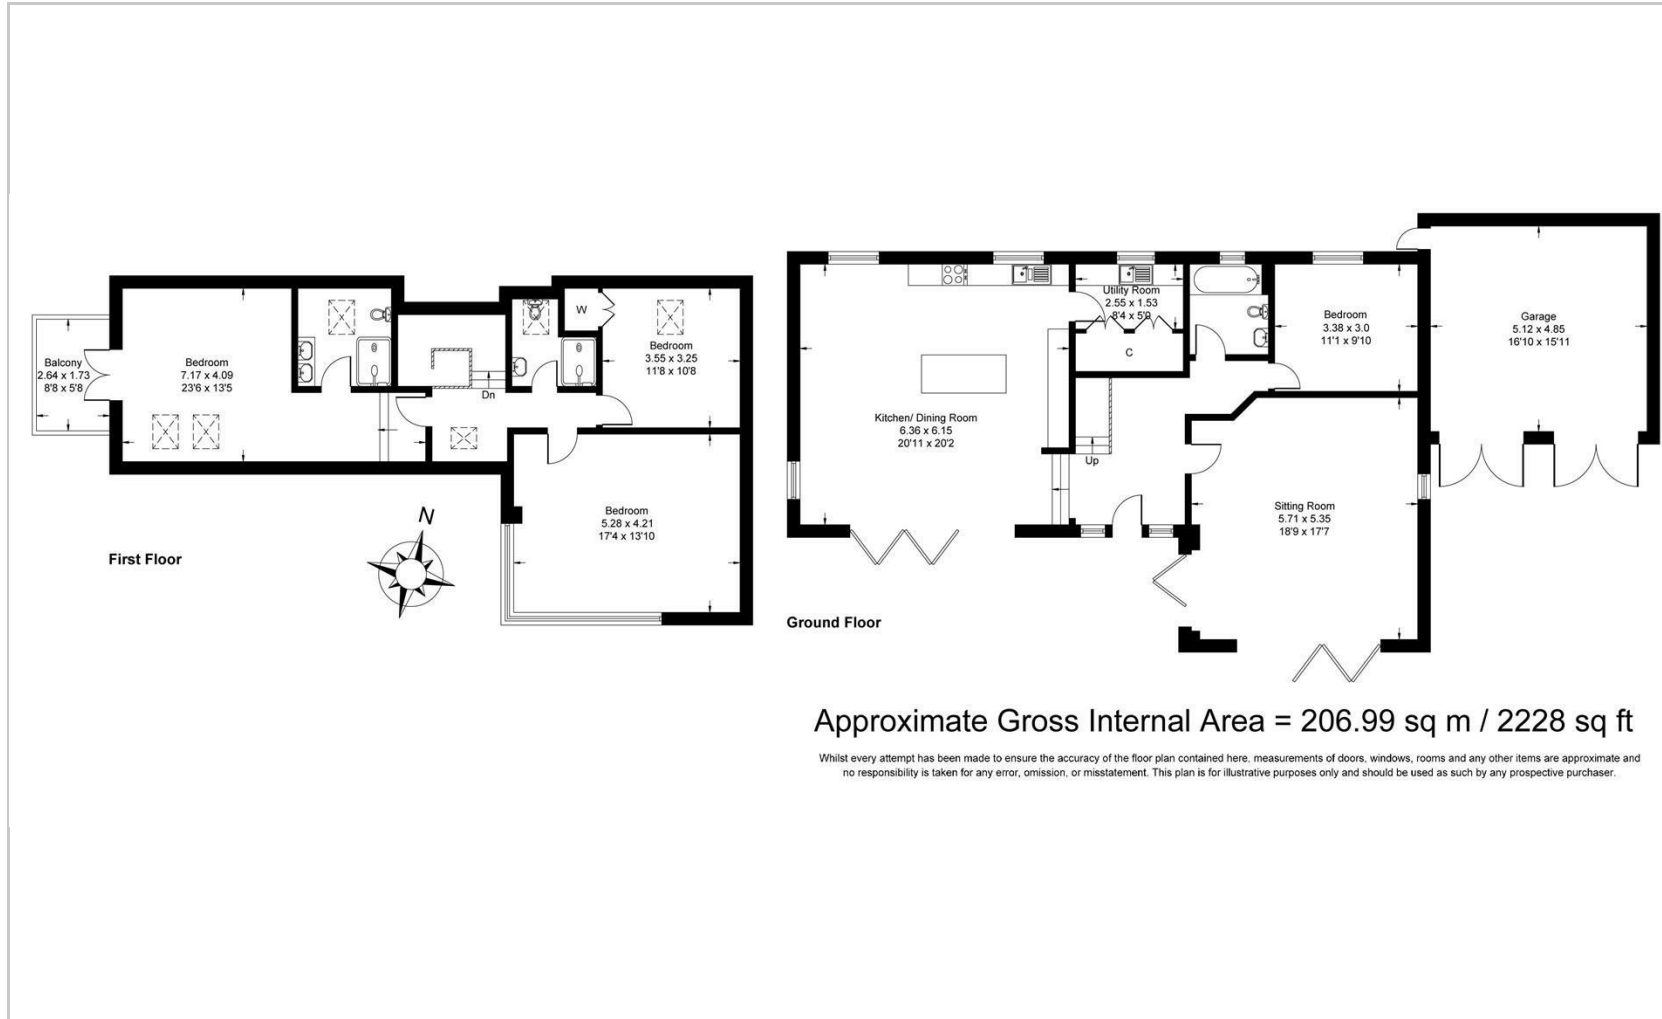 Balcony
2.64 x 1.73
8'8 x 5'8
Bedroom
7.17 x 4.09
23'6 x 13'5
W
Bedroom
3.55 x 3.25
11'8 x 10'8
Dn
Bedroom
5.28 x 4.21
17'4 x 13'10
First Floor
N
Kitchen/ Dining Room
6.36 x 6.15
20'11 x 20'2
Utility Room
2.55 x 1.53
8'4 x 5'0
C
Up
Bedroom
3.38 x 3.0
11'1 x 9'10
Garage
5.12 x 4.85
16'10 x 15'11
Sitting Room
5.71 x 5.35
18'9 x 17'7
Ground Floor
Approximate Gross Internal Area = 206.99 sq m / 2228 sq ft
Whilst every attempt has been made to ensure the accuracy of the floor plan contained here, measurements of doors, windows, rooms and any other items are approximate and
no responsibility is taken for any error, omission, or misstatement. This plan is for illustrative purposes only and should be used as such by any prospective purchaser.